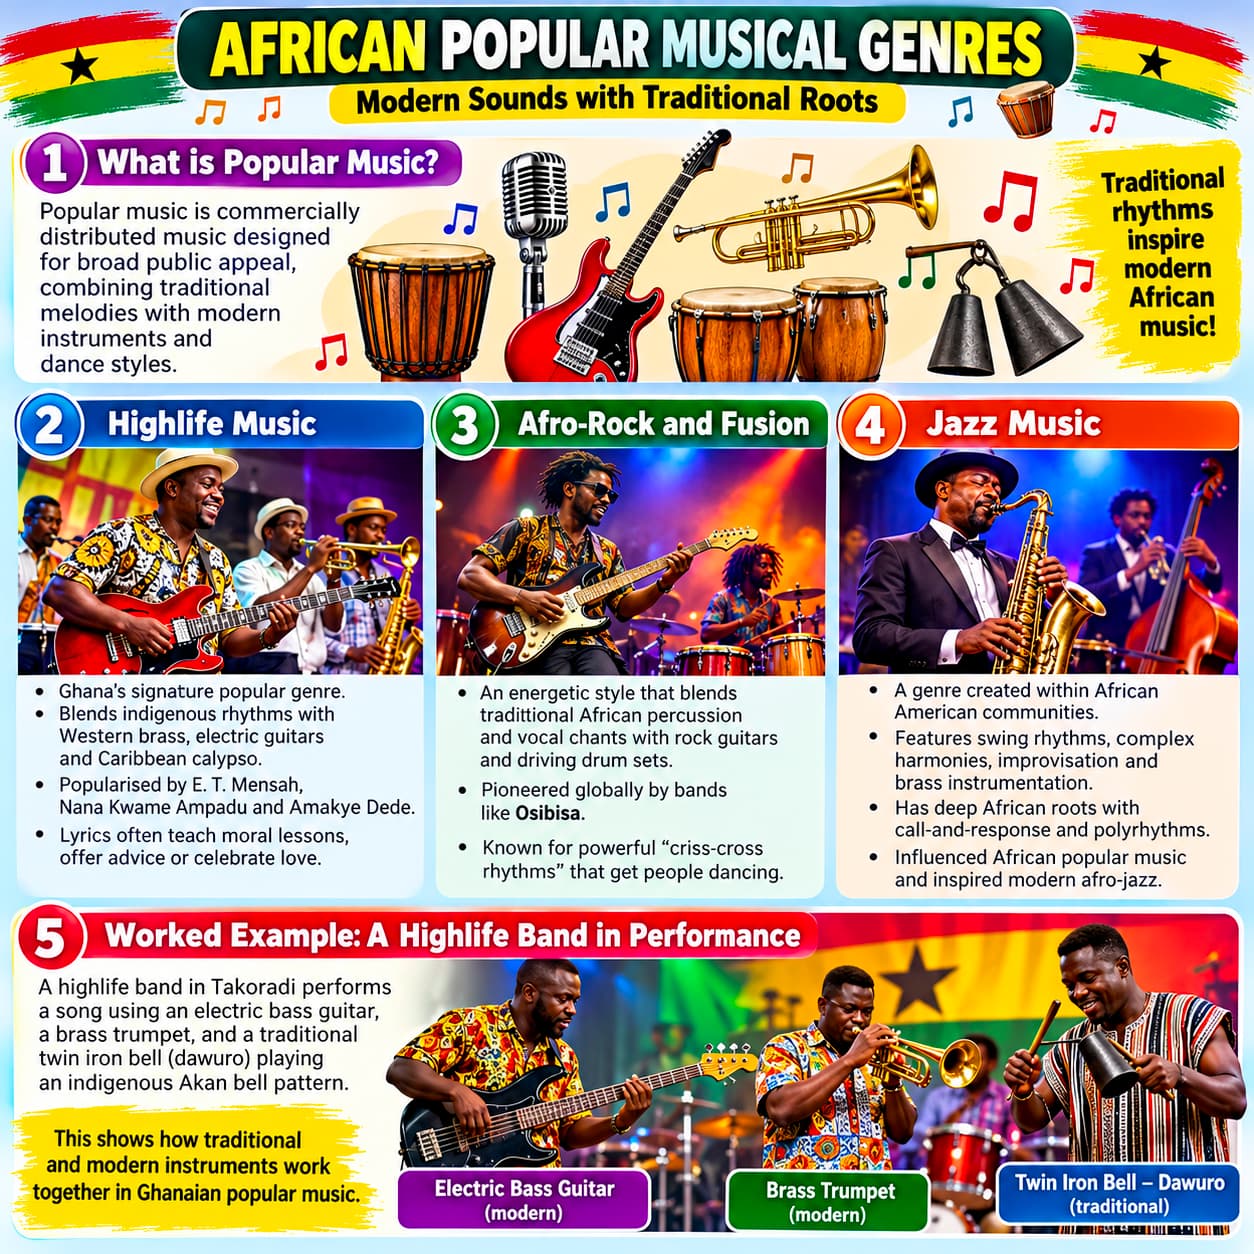 AFRICAN POPULAR MUSICAL GENRES
Modern Sounds with Traditional Roots
1 What is Popular Music?
Popular music is commercially
distributed music designed
for broad public appeal,
combining traditional
melodies with modern
instruments and
dance styles.
Traditional
rhythms
inspire
modern
African
music!
2 Highlife Music
• Ghana's signature popular genre.
• Blends indigenous rhythms with
Western brass, electric guitars
and Caribbean calypso.
• Popularised by E. T. Mensah,
Nana Kwame Ampadu and Amakye Dede.
• Lyrics often teach moral lessons,
offer advice or celebrate love.
3 Afro-Rock and Fusion
• An energetic style that blends
traditional African percussion
and vocal chants with rock guitars
and driving drum sets.
• Pioneered globally by bands
like Osibisa.
• Known for powerful "criss-cross
rhythms" that get people dancing.
4 Jazz Music
• A genre created within African
American communities.
• Features swing rhythms, complex
harmonies, improvisation and
brass instrumentation.
• Has deep African roots with
call-and-response and polyrhythms.
• Influenced African popular music
and inspired modern afro-jazz.
5 Worked Example: A Highlife Band in Performance
A highlife band in Takoradi performs
a song using an electric bass guitar,
a brass trumpet, and a traditional
twin iron bell (dawuro) playing
an indigenous Akan bell pattern.
This shows how traditional
and modern instruments work
together in Ghanaian popular music.
Electric Bass Guitar
(modern)
Brass Trumpet
(modern)
Twin Iron Bell – Dawuro
(traditional)